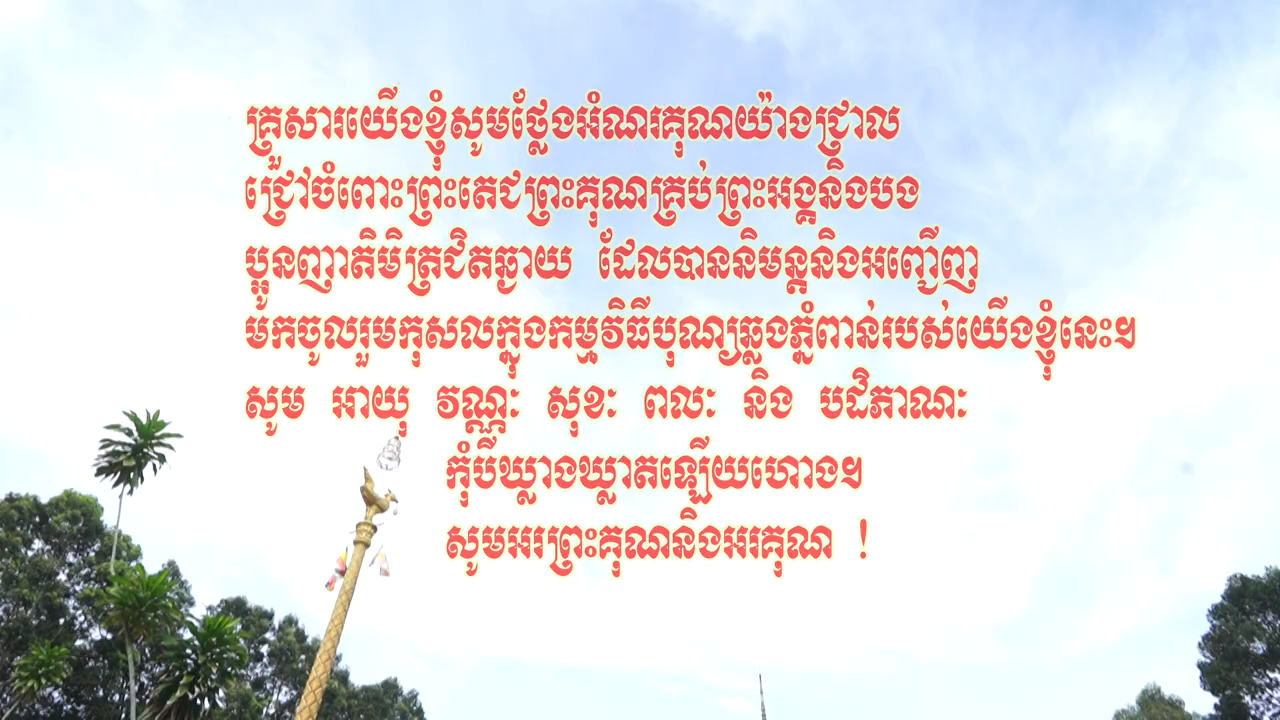 គ្រួសារយើងខ្ញុំសូមថ្លែងអំណរគុណយ៉ាងជ្រាល
ជ្រៅចំពោះព្រះតេជព្រះគុណគ្រប់ព្រះអង្គនិងបង
ប្អូនញាតិមិត្រជិតឆ្ងាយ ដែលបាននិមន្តនិងអញ្ជើញ
មកចូលរួមកុសលក្នុងកម្មវិធីបុណ្យឆ្លងភ្នំពាន់របស់យើងខ្ញុំនេះ។
សូម អាយុ វណ្ណៈ សុខៈ ពលៈ និង បដិភាណៈ
កុំបីឃ្លាងឃ្លាតឡើយហោង។
សូមអរព្រះគុណនិងអរគុណ !